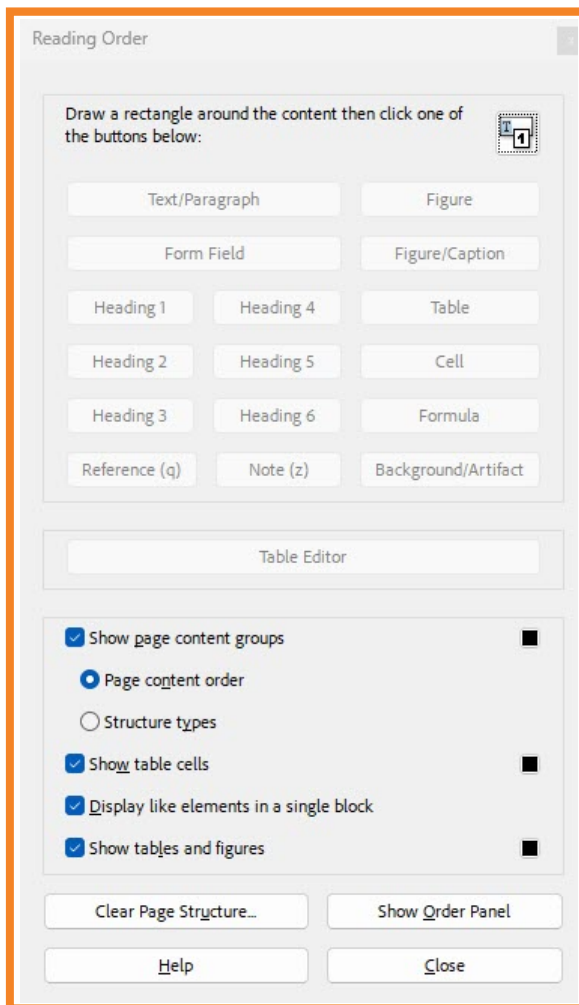 Reading Order
Draw a rectangle around the content then click one of
the buttons below:
T
1
Text/Paragraph Figure
Form Field Figure/Caption
Heading 1 Heading 4 Table
Heading 2 Heading 5 Cell
Heading 3 Heading 6 Formula
Reference (q) Note (z) Background/Artifact
Table Editor
Show page content groups
Page content order
Structure types
Show table cells
Display like elements in a single block
Show tables and figures
Clear Page Structure... Show Order Panel
Help Close